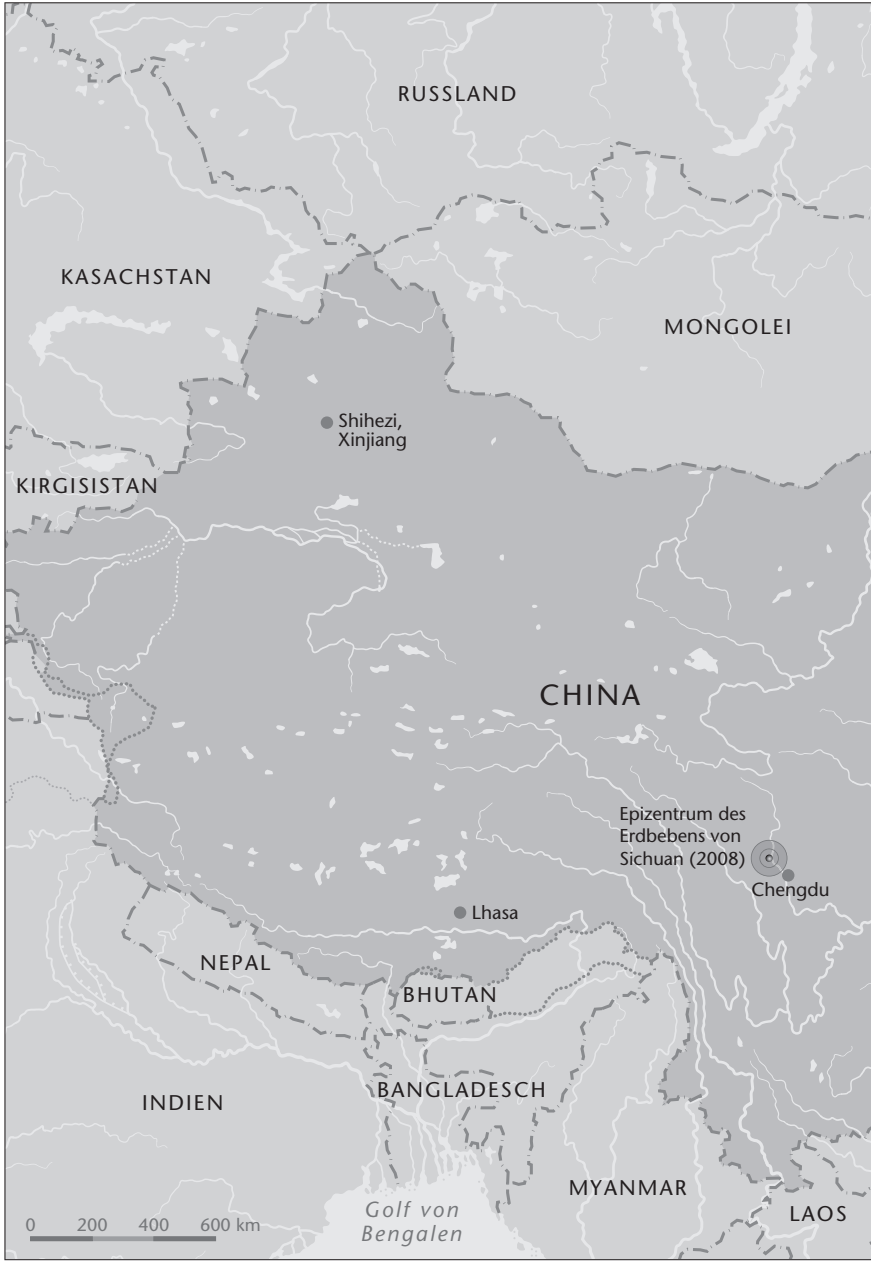 RUSSLAND
KASACHSTAN
MONGOLEI
Shihezi,
Xinjiang
KIRGISISTAN
CHINA
Epizentrum des
Erdbebens von
Sichuan (2008)
Chengdu
Lhasa
NEPAL
BHUTAN
BANGLADESCH
INDIEN
MYANMAR
LAOS
Golf von
Bengalen
0 200 400 600 km